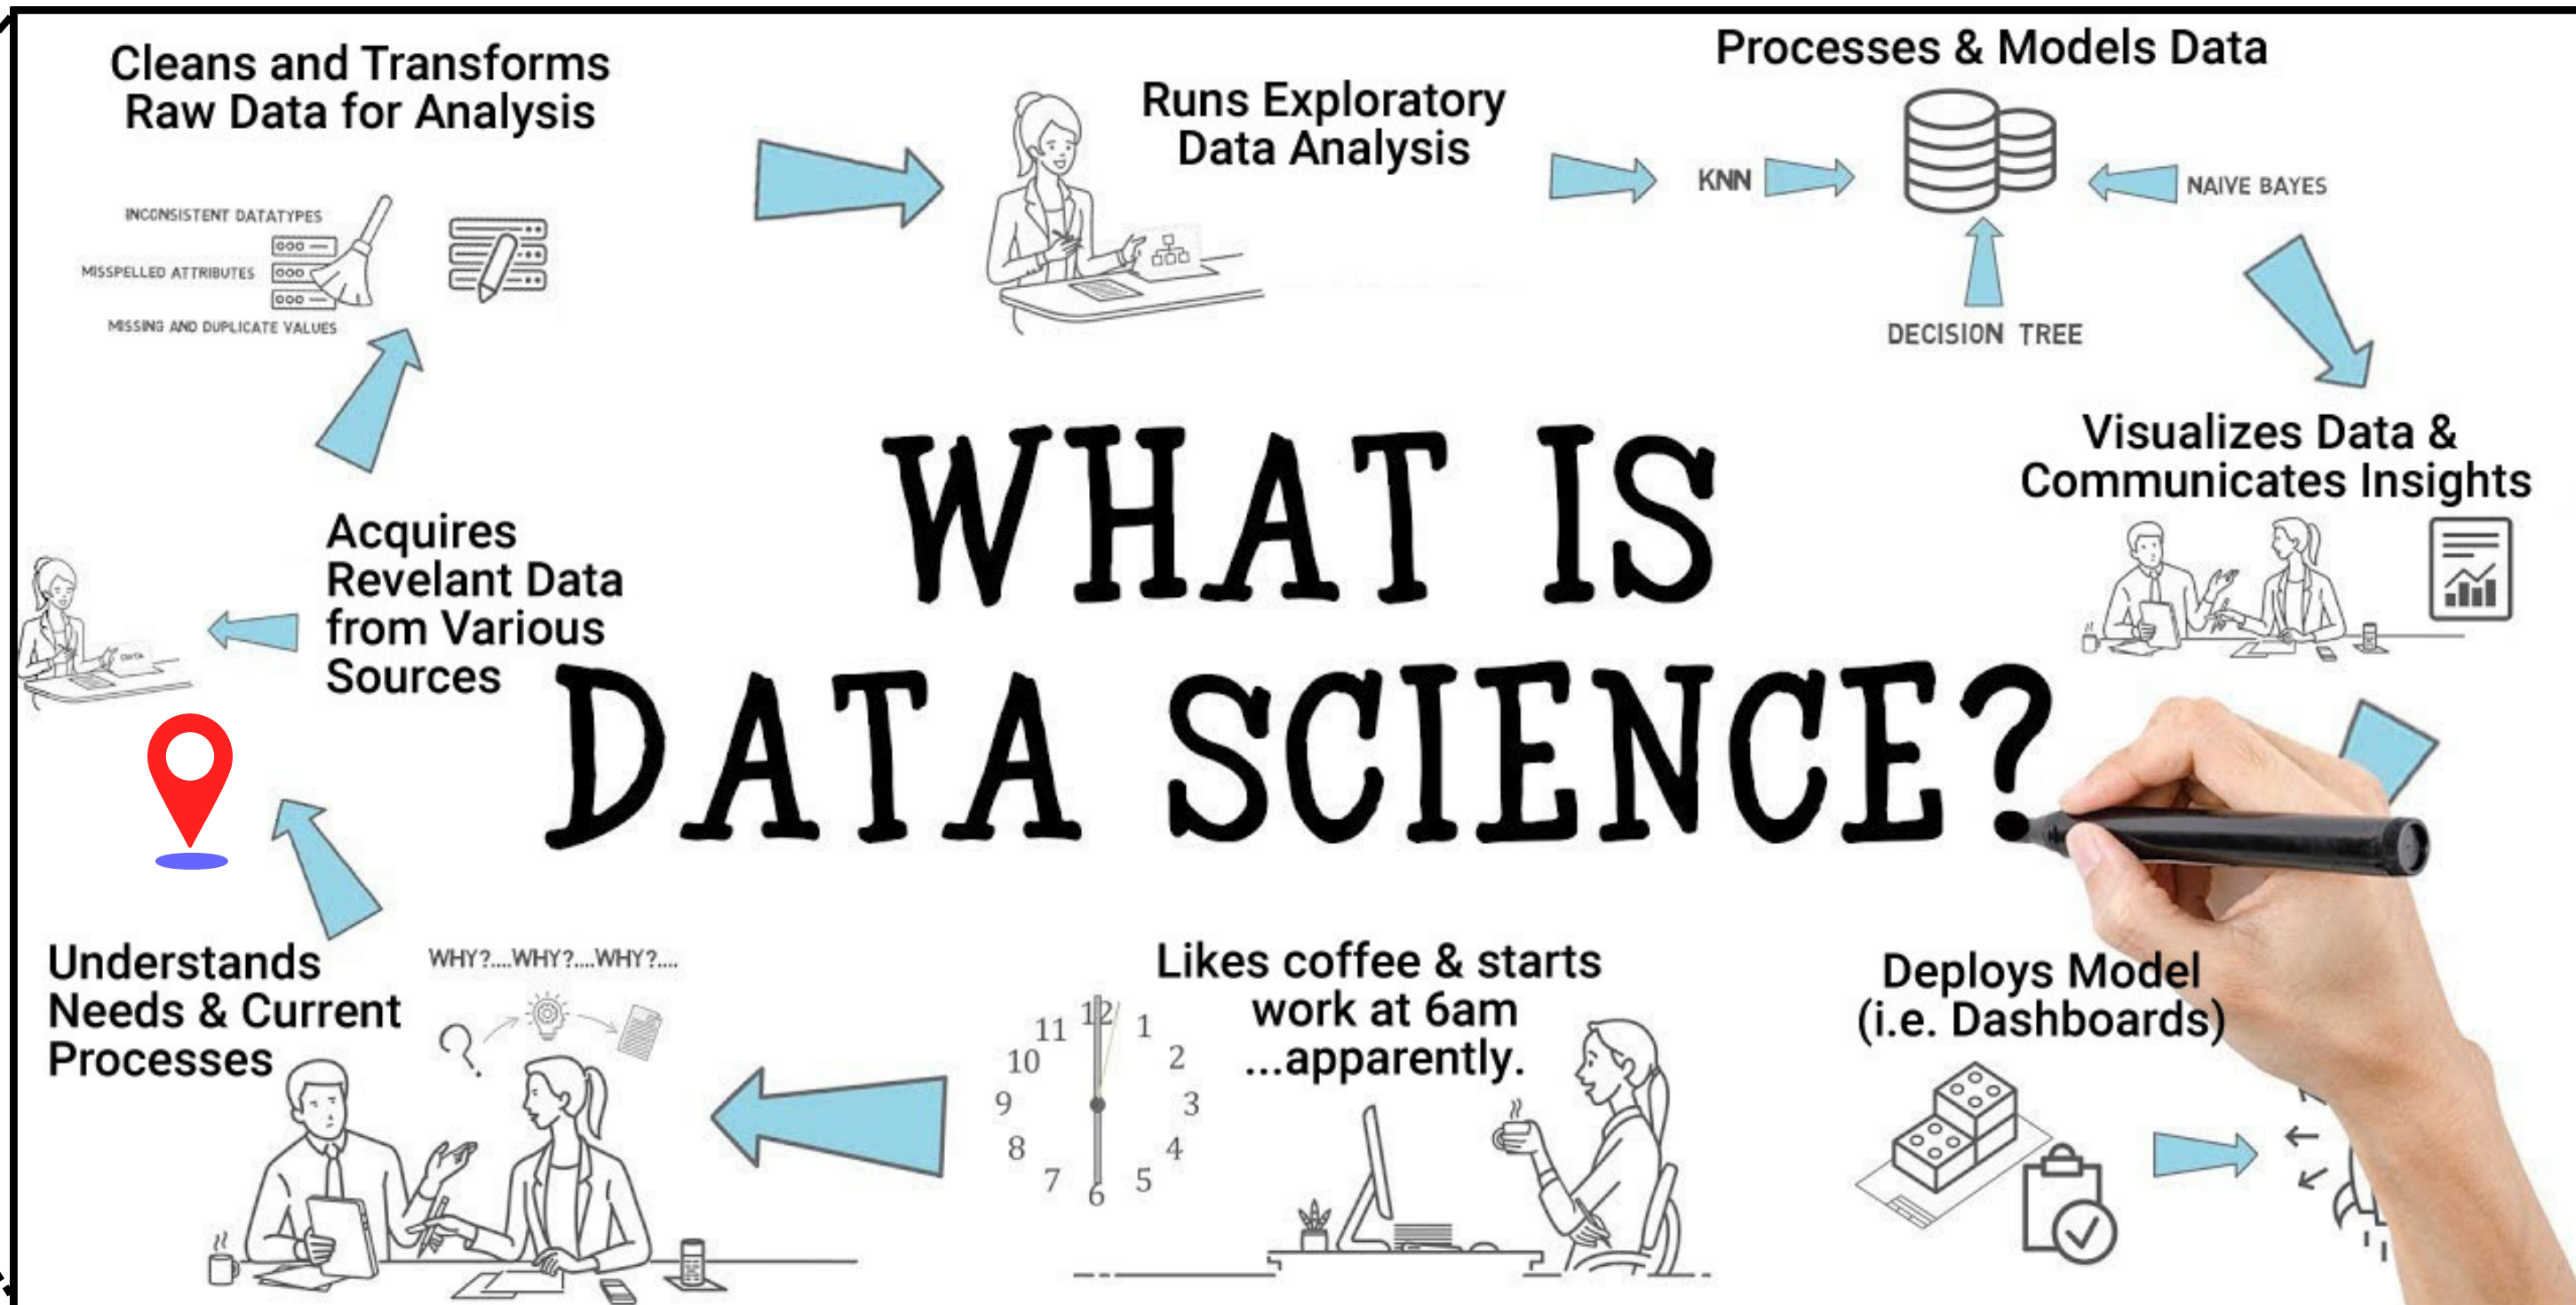 Cleans and Transforms
Raw Data for Analysis
INCONSISTENT DATATYPES
MISSPELLED ATTRIBUTES
MISSING AND DUPLICATE VALUES
Runs Exploratory
Data Analysis
Processes & Models Data
KNN
NAIVE BAYES
DECISION TREE
WHAT IS
DATA SCIENCE?
Visualizes Data &
Communicates Insights
Acquires
Revelant Data
from Various
Sources
DATA
Understands
Needs & Current
Processes
WHY?....WHY?....WHY?....
Likes coffee & starts
work at 6am
...apparently.
12
1
2
3
4
5
6
7
8
9
10
11
Deploys Model
(i.e. Dashboards)